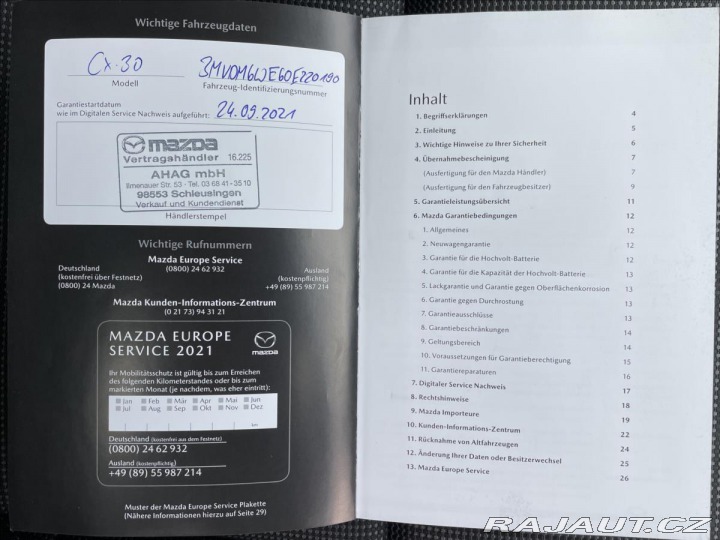 Wichtige Fahrzeugdaten
Cx-30
Modell
3MVDM6WE60E220190
Fahrzeug-Identifizierungsnummer
Garantiestartdatum
wie im Digitalen Service Nachweis aufgeführt:
24.09.2021
mazda
Vertragshändler 16.225
AHAG mbH
Ilmenauer Str. 53 - Tel. 0 36 8 41 - 35 10
98553 Schleusingen
Verkauf und Kundendienst
Händlerstempel
Wichtige Rufnummern
Mazda Europe Service
Deutschland
(kostenfrei über Festnetz)
(0800) 24 Mazda
(0800) 24 62 932
Ausland
(kostenpflichtig)
+49 (89) 55 987 214
Mazda Kunden-Informations-Zentrum
(0 21 73) 94 31 21
MAZDA EUROPE
SERVICE 2021
mazda
Ihr Mobilitätsschutz ist gültig bis zum Erreichen
des folgenden Kilometerstandes oder bis zum
markierten Monat (je nachdem, was eher eintritt):
Jan Feb Mär Apr Mai Jun
Jul Aug Sep Okt Nov Dez
Deutschland (kostenfrei aus dem Festnetz)
(0800) 24 62 932
Ausland (kostenpflichtig)
+49 (89) 55 987 214
Muster der Mazda Europe Service Plakette
(Nähere Informationen hierzu auf Seite 29)
Inhalt
1. Begriffserklärungen 4
2. Einleitung 5
3. Wichtige Hinweise zu Ihrer Sicherheit 6
4. Übernahmebescheinigung 7
(Ausfertigung für den Mazda Händler) 7
(Ausfertigung für den Fahrzeugbesitzer) 9
5. Garantieleistungsübersicht 11
6. Mazda Garantiebedingungen 12
1. Allgemeines 12
2. Neuwagengarantie 12
3. Garantie für die Hochvolt-Batterie 12
4. Garantie für die Kapazität der Hochvolt-Batterie 13
5. Lackgarantie und Garantie gegen Oberflächenkorrosion 13
6. Garantie gegen Durchrostung 13
7. Garantieausschlüsse 13
8. Garantiebeschränkungen 14
9. Geltungsbereich 14
10. Voraussetzungen für Garantieberechtigung 15
11. Garantiereparaturen 16
7. Digitaler Service Nachweis 17
8. Rechtshinweise 18
9. Mazda Importeure 19
10. Kunden-Informations-Zentrum 22
11. Rücknahme von Altfahrzeugen 24
12. Änderung Ihrer Daten oder Besitzerwechsel 25
13. Mazda Europe Service 26
RAJAUT.CZ